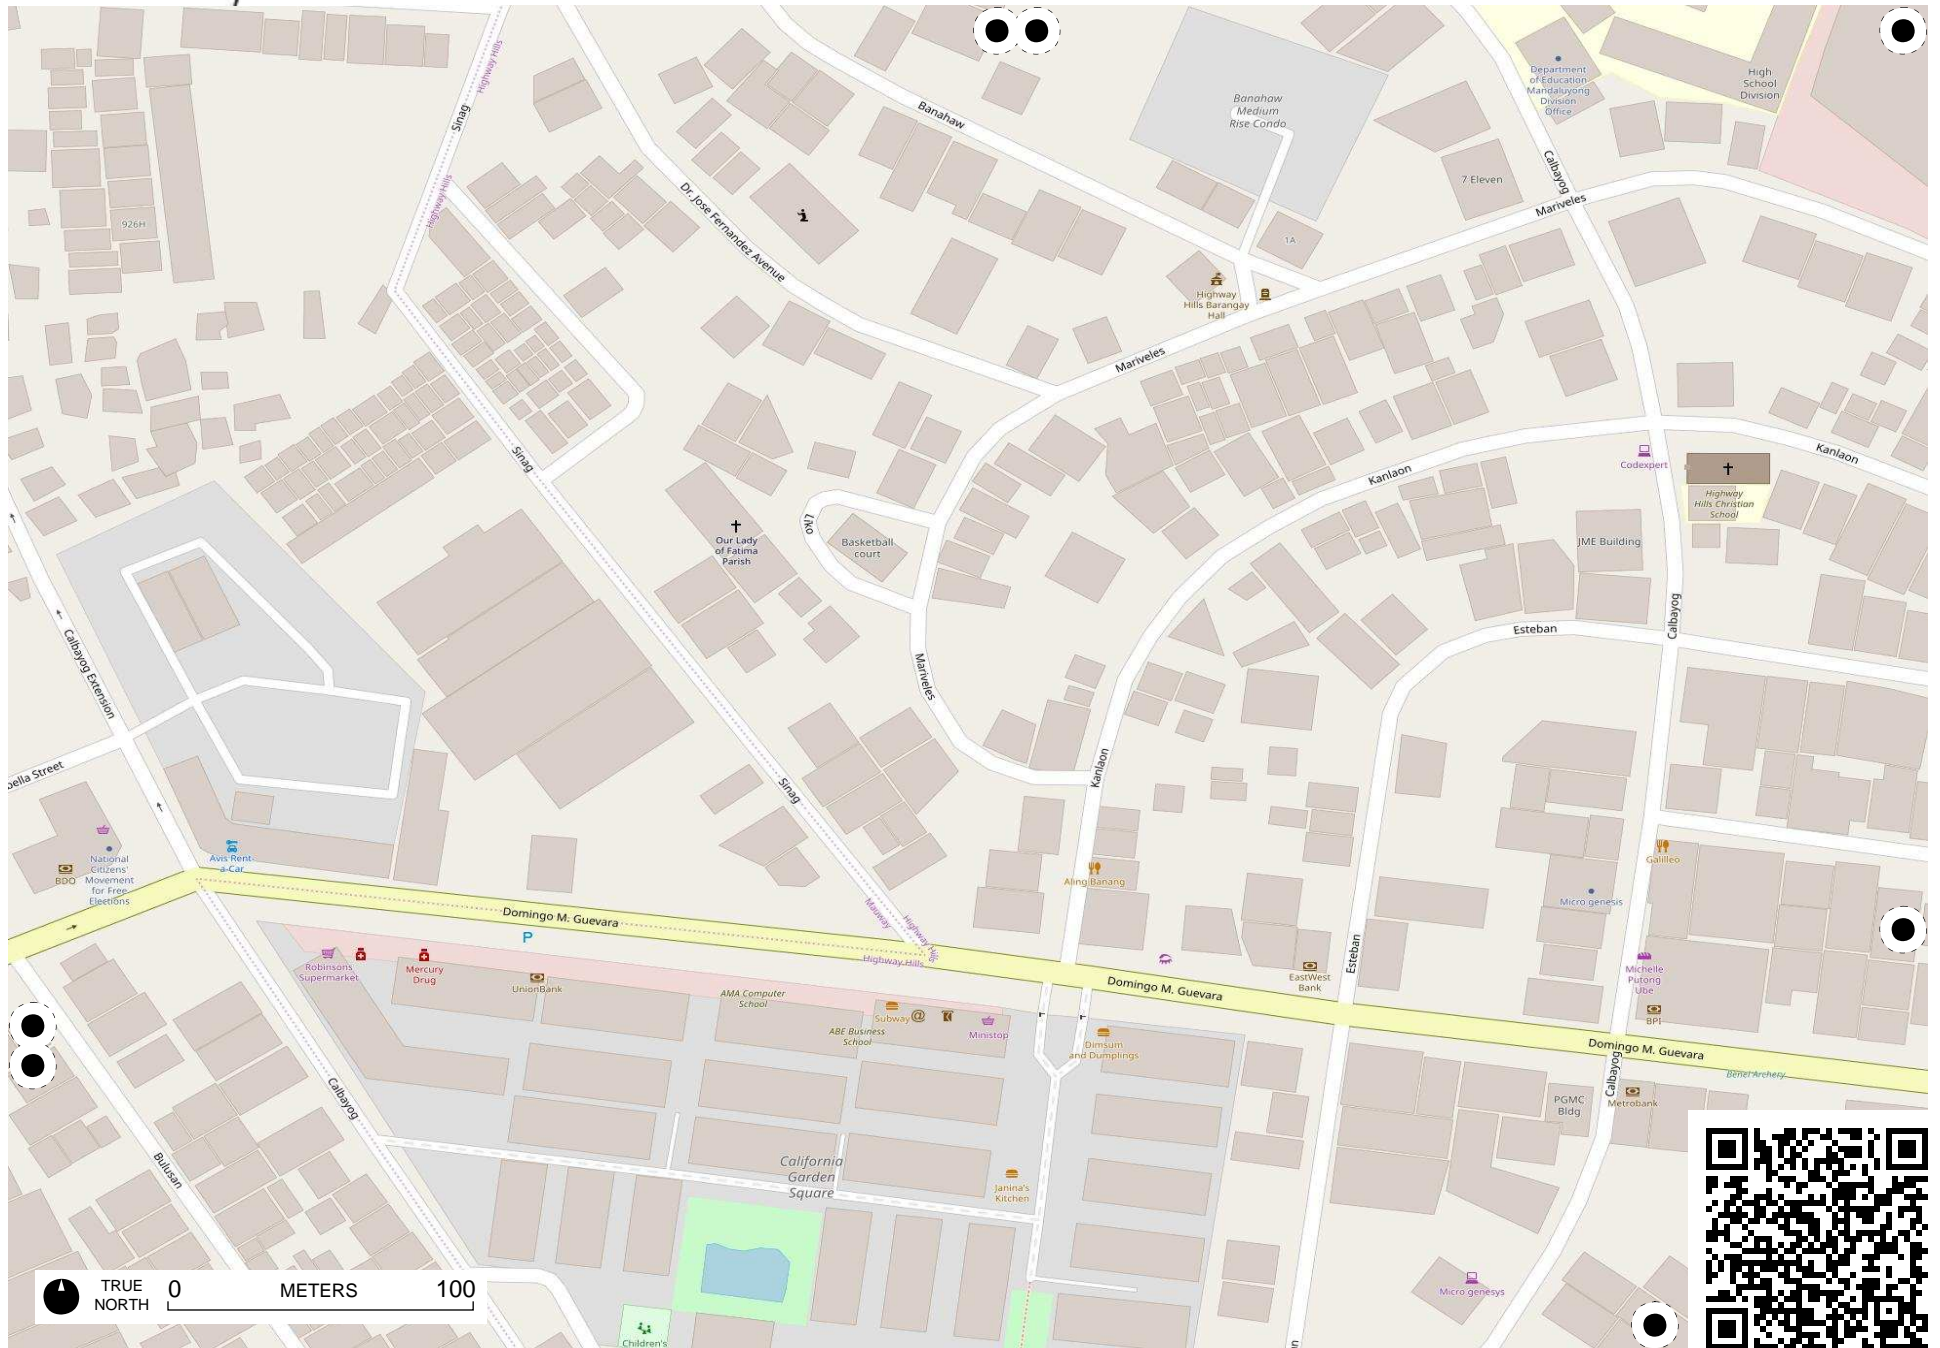 Highway Hills
Sinag
Banahaw
Banahaw
Medium
Rise Condo
Department
of Education
Mandaluyong
Division
Office
High
School
Division
Calbayog
7 Eleven
Mariveles
Highway Hills
926H
Dr. Jose Fernandez Avenue
1A
Highway
Hills Barangay
Hall
Mariveles
Sinag
Kanlaon
Codexpert
Kanlaon
Highway
Hills Christian
School
Our Lady
of Fatima
Parish
Liko
Basketball
court
JME Building
Calbayog
Esteban
Calbayog Extension
Mariveles
Sinag
Kanlaon
bella Street
BDO
National
Citizens'
Movement
for Free
Elections
Avis Rent
a-Car
Aling Banang
Galilleo
Micro genesis
Domingo M. Guevara
Mauway
Highway Hills
Highway Hills
P
Robinsons
Supermarket
Mercury
Drug
UnionBank
AMA Computer
School
ABE Business
School
Subway
@
Ministop
Dimsum
and Dumplings
Domingo M. Guevara
EastWest
Bank
Esteban
Michelle
Putong
Ube
BPI
Domingo M. Guevara
Benel Archery
Calbayog
Metrobank
PGMC
Bldg
Calbayog
Bulusan
California
Garden
Square
Janina's
Kitchen
Micro genesys
Children's
TRUE
NORTH
0 METERS 100